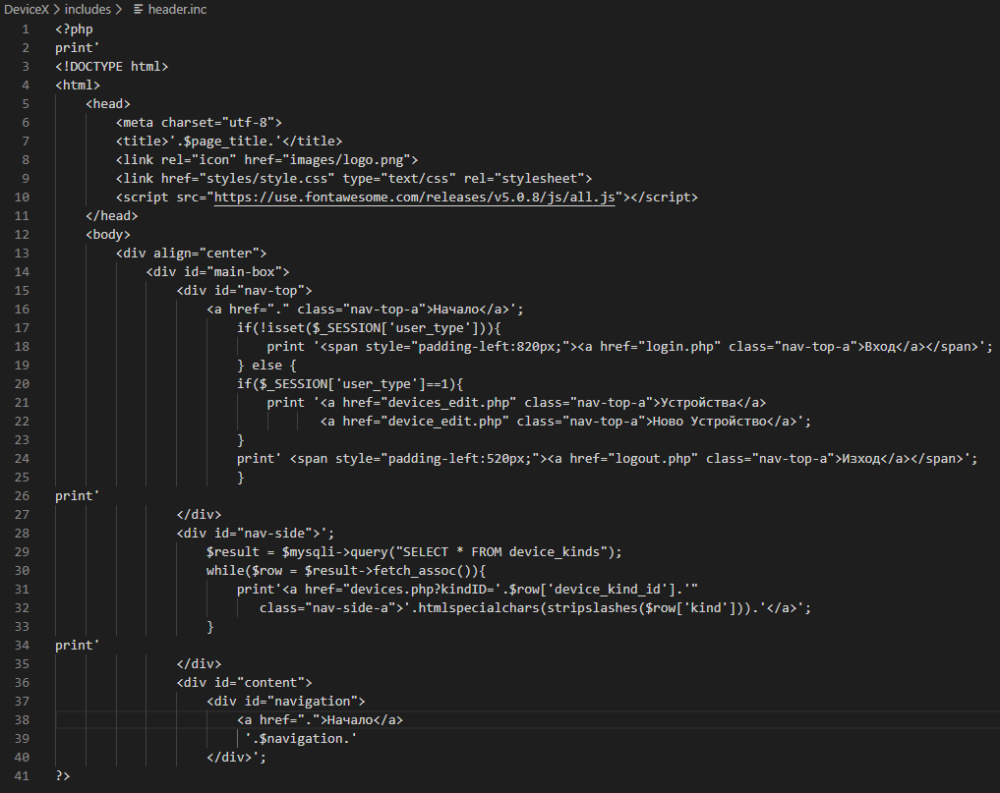 DeviceX > includes > header.inc
1 <?php
2 print'
3 <!DOCTYPE html>
4 <html>
5     <head>
6         <meta charset="utf-8">
7         <title>'.$page_title.'</title>
8         <link rel="icon" href="images/logo.png">
9         <link href="styles/style.css" type="text/css" rel="stylesheet">
10         <script src="https://use.fontawesome.com/releases/v5.0.8/js/all.js"></script>
11     </head>
12     <body>
13         <div align="center">
14             <div id="main-box">
15                 <div id="nav-top">
16                     <a href="." class="nav-top-a">Начало</a>';
17                         if(!isset($_SESSION['user_type'])){
18                             print '<span style="padding-left:820px;"><a href="login.php" class="nav-top-a">Вход</a></span>';
19                         } else {
20                         if($_SESSION['user_type']==1){
21                             print '<a href="devices_edit.php" class="nav-top-a">Устройства</a>
22                                    <a href="device_edit.php" class="nav-top-a">Ново Устройство</a>';
23                         }
24                         print' <span style="padding-left:520px;"><a href="logout.php" class="nav-top-a">Изход</a></span>';
25                         }
26 print'
27                 </div>
28                 <div id="nav-side">';
29                     $result = $mysqli->query("SELECT * FROM device_kinds");
30                     while($row = $result->fetch_assoc()){
31                         print'<a href="devices.php?kindID='.$row['device_kind_id'].'"
32                            class="nav-side-a">'.htmlspecialchars(stripslashes($row['kind'])).'</a>';
33                     }
34 print'
35                 </div>
36                 <div id="content">
37                     <div id="navigation">
38                         <a href=".">Начало</a>
39                          '.$navigation.'
40                     </div>';
41 ?>